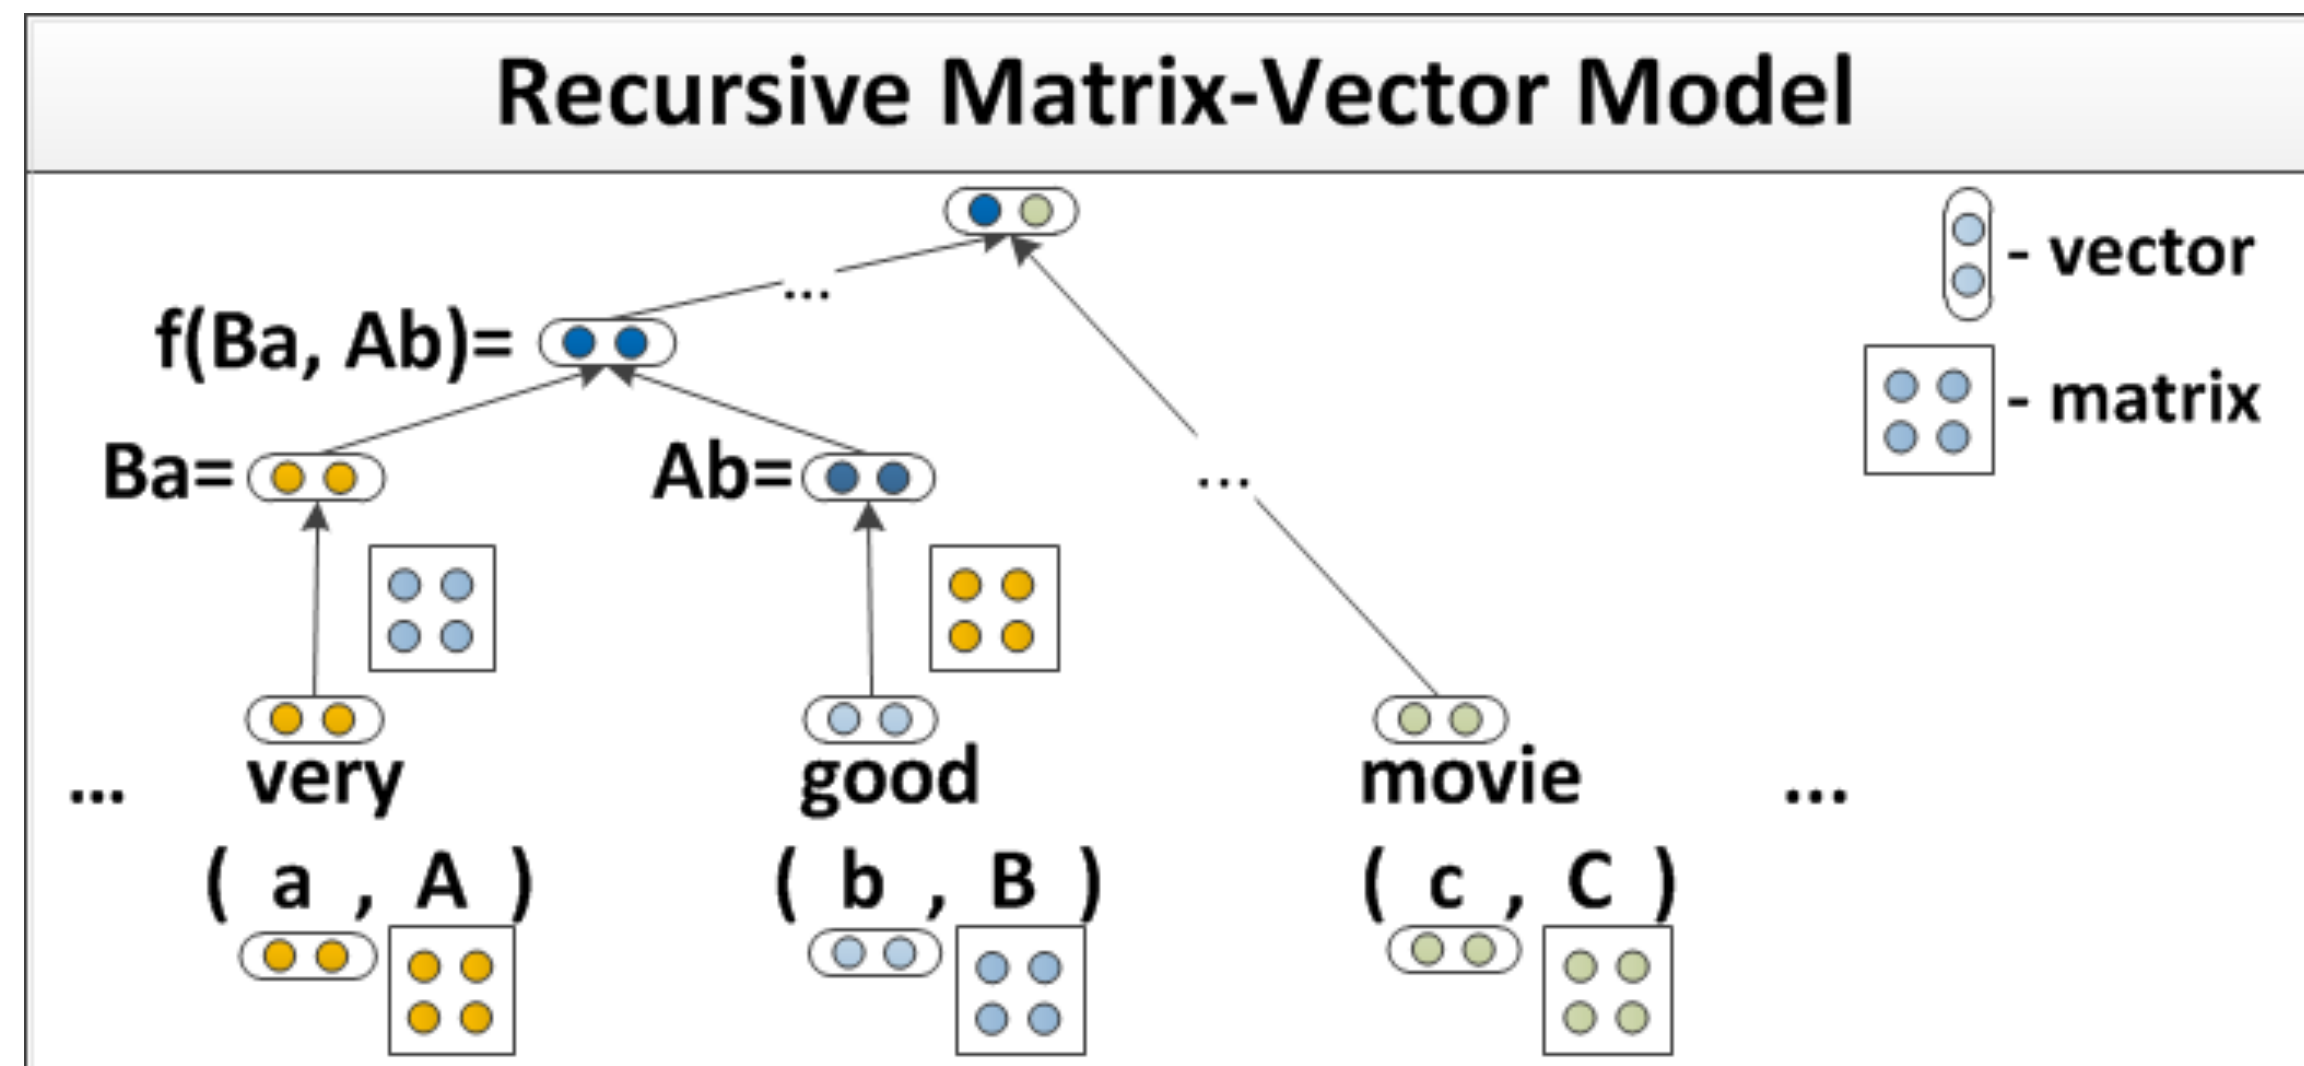 Recursive Matrix-Vector Model
- vector
...
f(Ba, Ab)=
- matrix
Ba=
Ab=
...
... very good movie ...
( a , A ) ( b , B ) ( c , C )